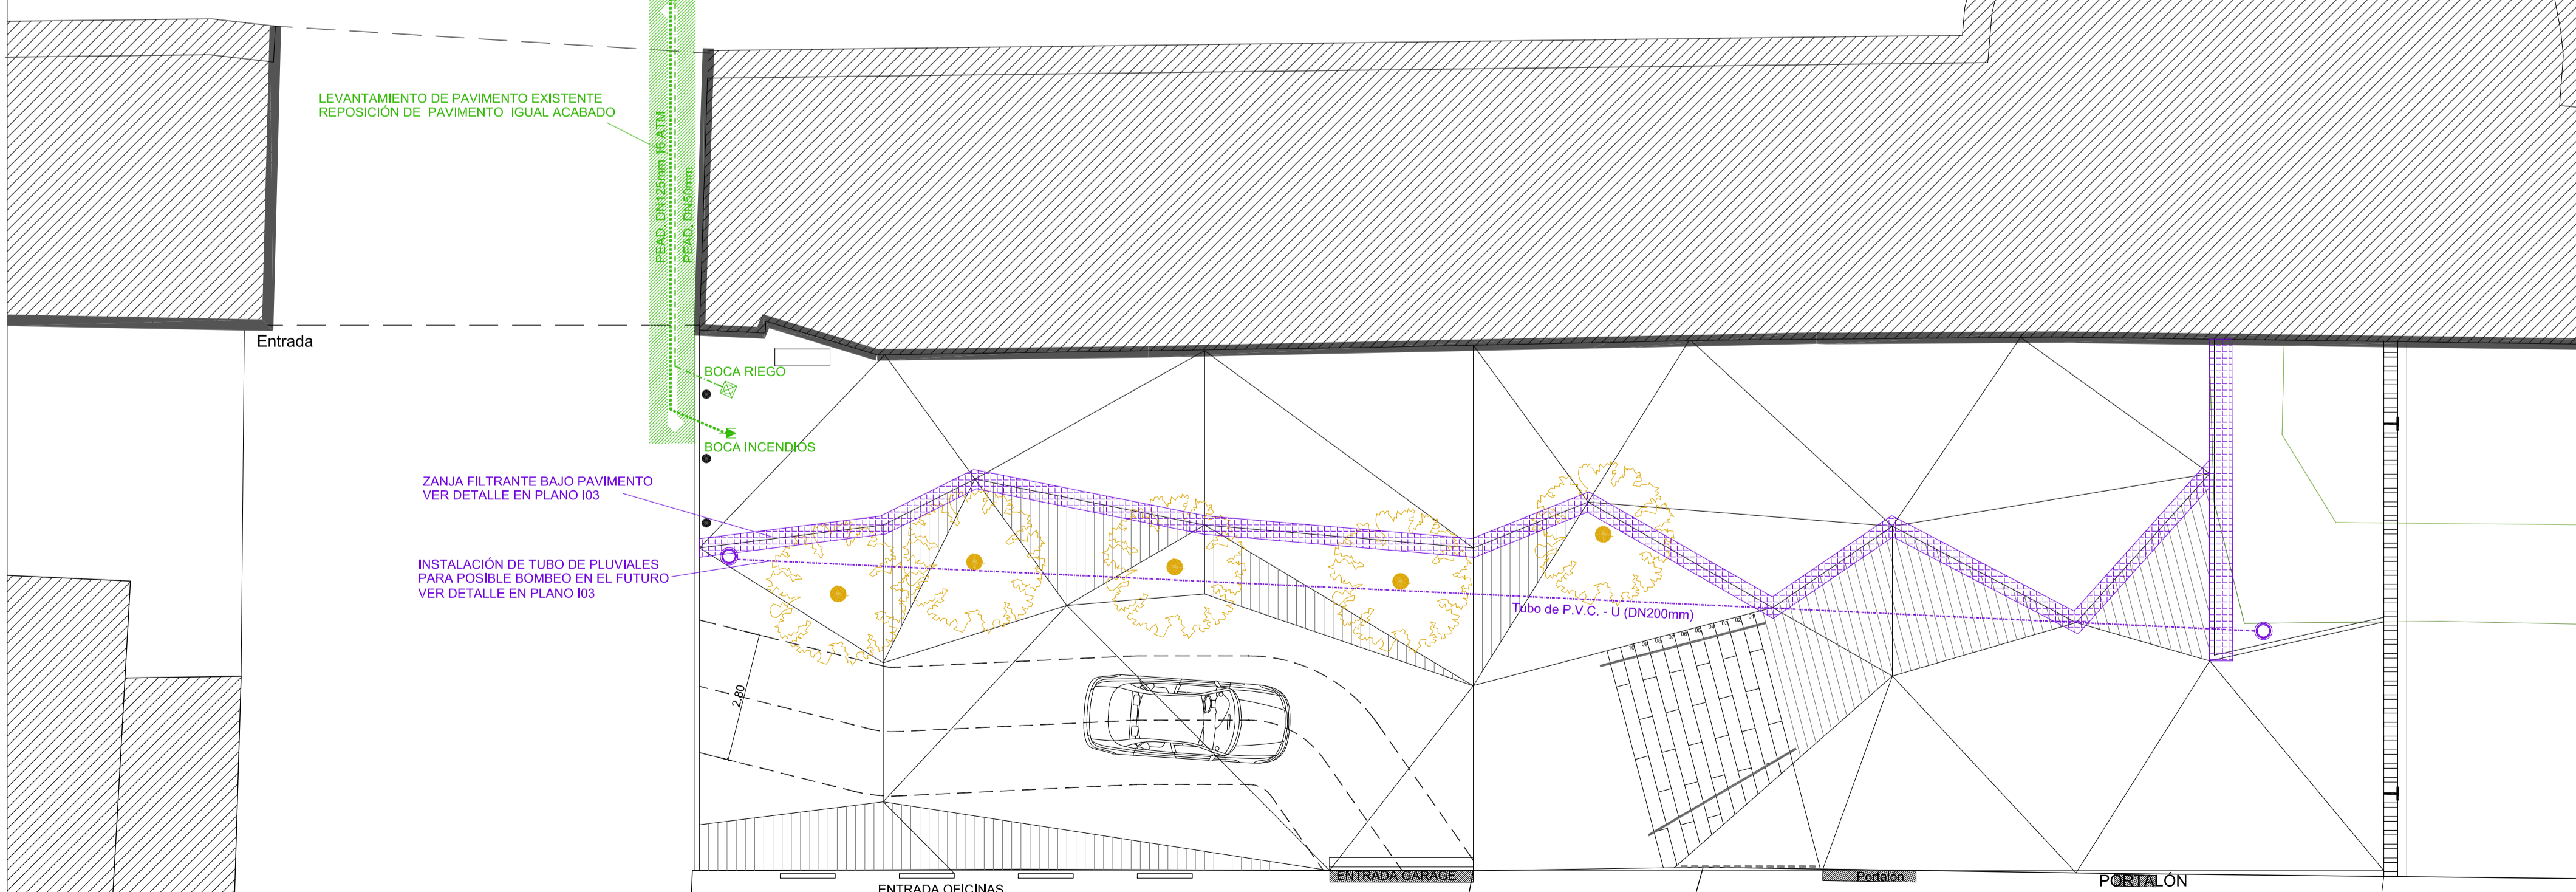 LEVANTAMIENTO DE PAVIMENTO EXISTENTE
REPOSICIÓN DE PAVIMENTO IGUAL ACABADO
PEAD. DN125mm 16 ATM
PEAD. DN50mm
Entrada
BOCA RIEGO
BOCA INCENDIOS
ZANJA FILTRANTE BAJO PAVIMENTO
VER DETALLE EN PLANO I03
INSTALACIÓN DE TUBO DE PLUVIALES
PARA POSIBLE BOMBEO EN EL FUTURO
VER DETALLE EN PLANO I03
Tubo de P.V.C. - U (DN200mm)
2.80
ENTRADA OFICINAS
ENTRADA GARAGE
Portalón
PORTALÓN